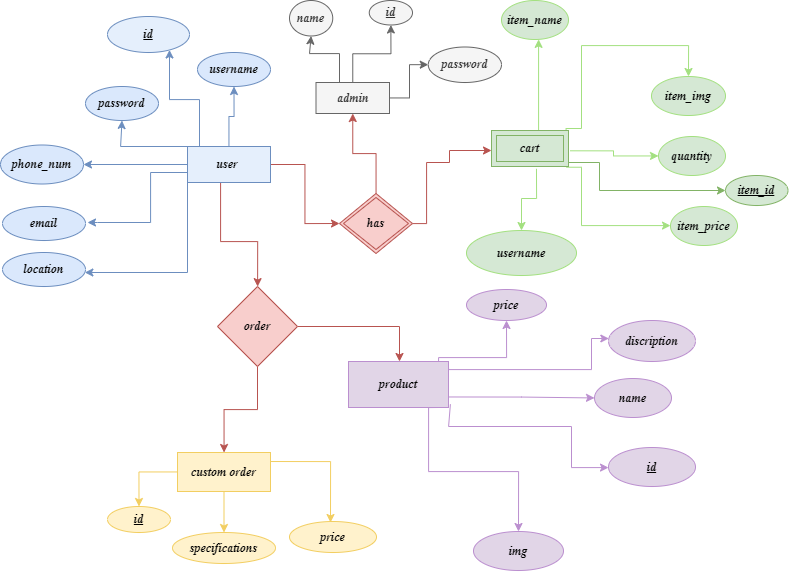 name
id
item_name
id
username
password
item_img
password
admin
phone_num
user
cart
quantity
item_id
email
has
item_price
username
location
price
order
discription
product
name
custom order
id
id
specifications
price
img